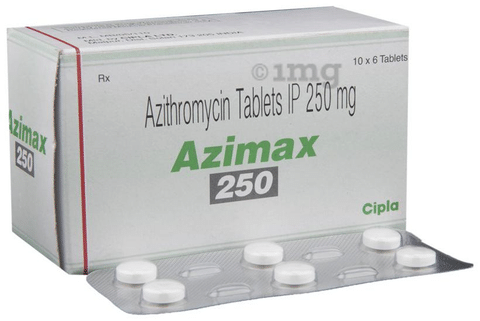 Rx
10 x 6 Tablets
© 1mg
Azithromycin Tablets IP 250 mg
Azimax
250
Cipla
Azimax
250